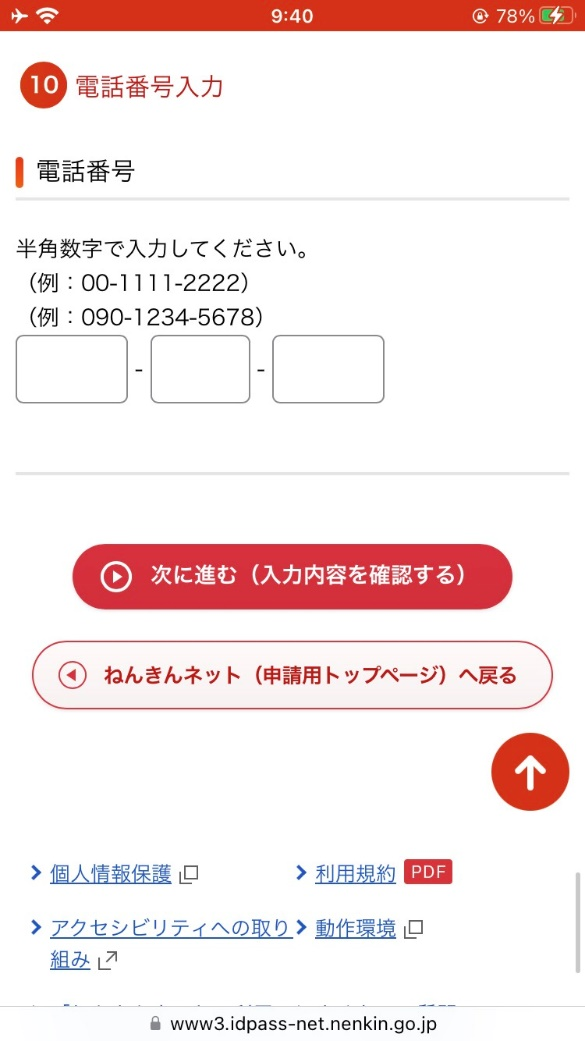 9:40
78%
10 電話番号入力
電話番号
半角数字で入力してください。
（例：00-1111-2222）
（例：090-1234-5678）
- -
次に進む（入力内容を確認する）
ねんきんネット（申請用トップページ）へ戻る
個人情報保護
利用規約 PDF
アクセシビリティへの取り組み
動作環境
www3.idpass-net.nenkin.go.jp